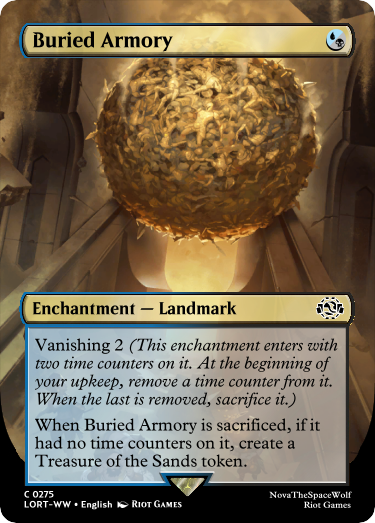 Buried Armory
Enchantment — Landmark
Vanishing 2 (This enchantment enters with
two time counters on it. At the beginning of
your upkeep, remove a time counter from it.
When the last is removed, sacrifice it.)
When Buried Armory is sacrificed, if it
had no time counters on it, create a
Treasure of the Sands token.
C 0275
LORT-WW • English Riot Games
NovaTheSpaceWolf
Riot Games